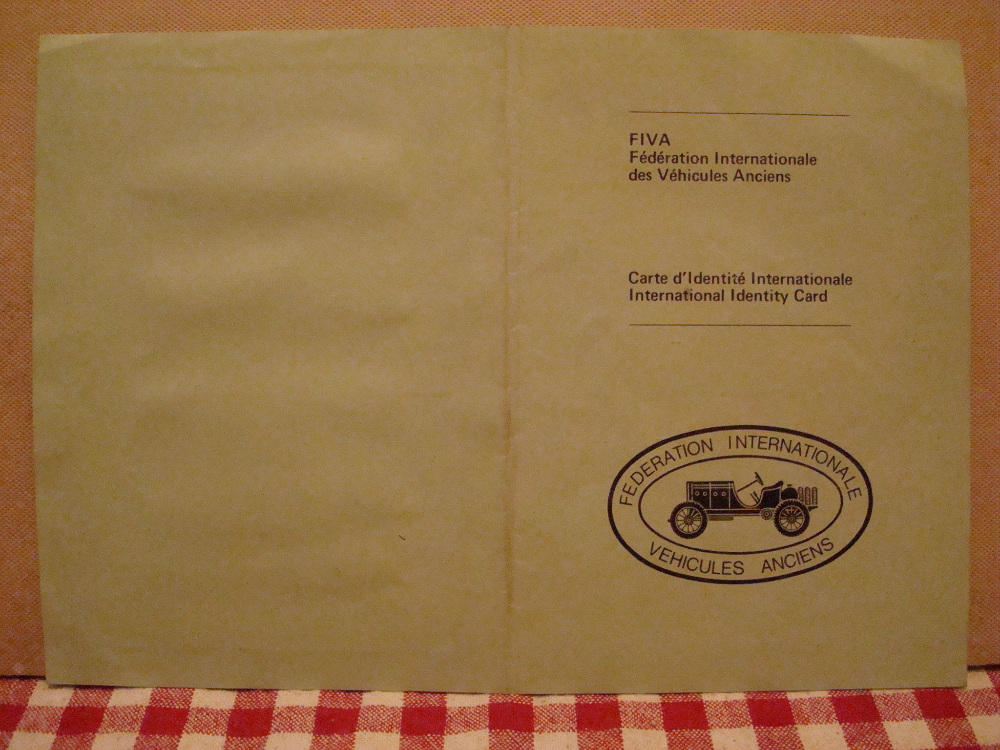 FIVA
Fédération Internationale
des Véhicules Anciens
Carte d'Identité Internationale
International Identity Card
FEDERATION INTERNATIONALE
VEHICULES ANCIENS